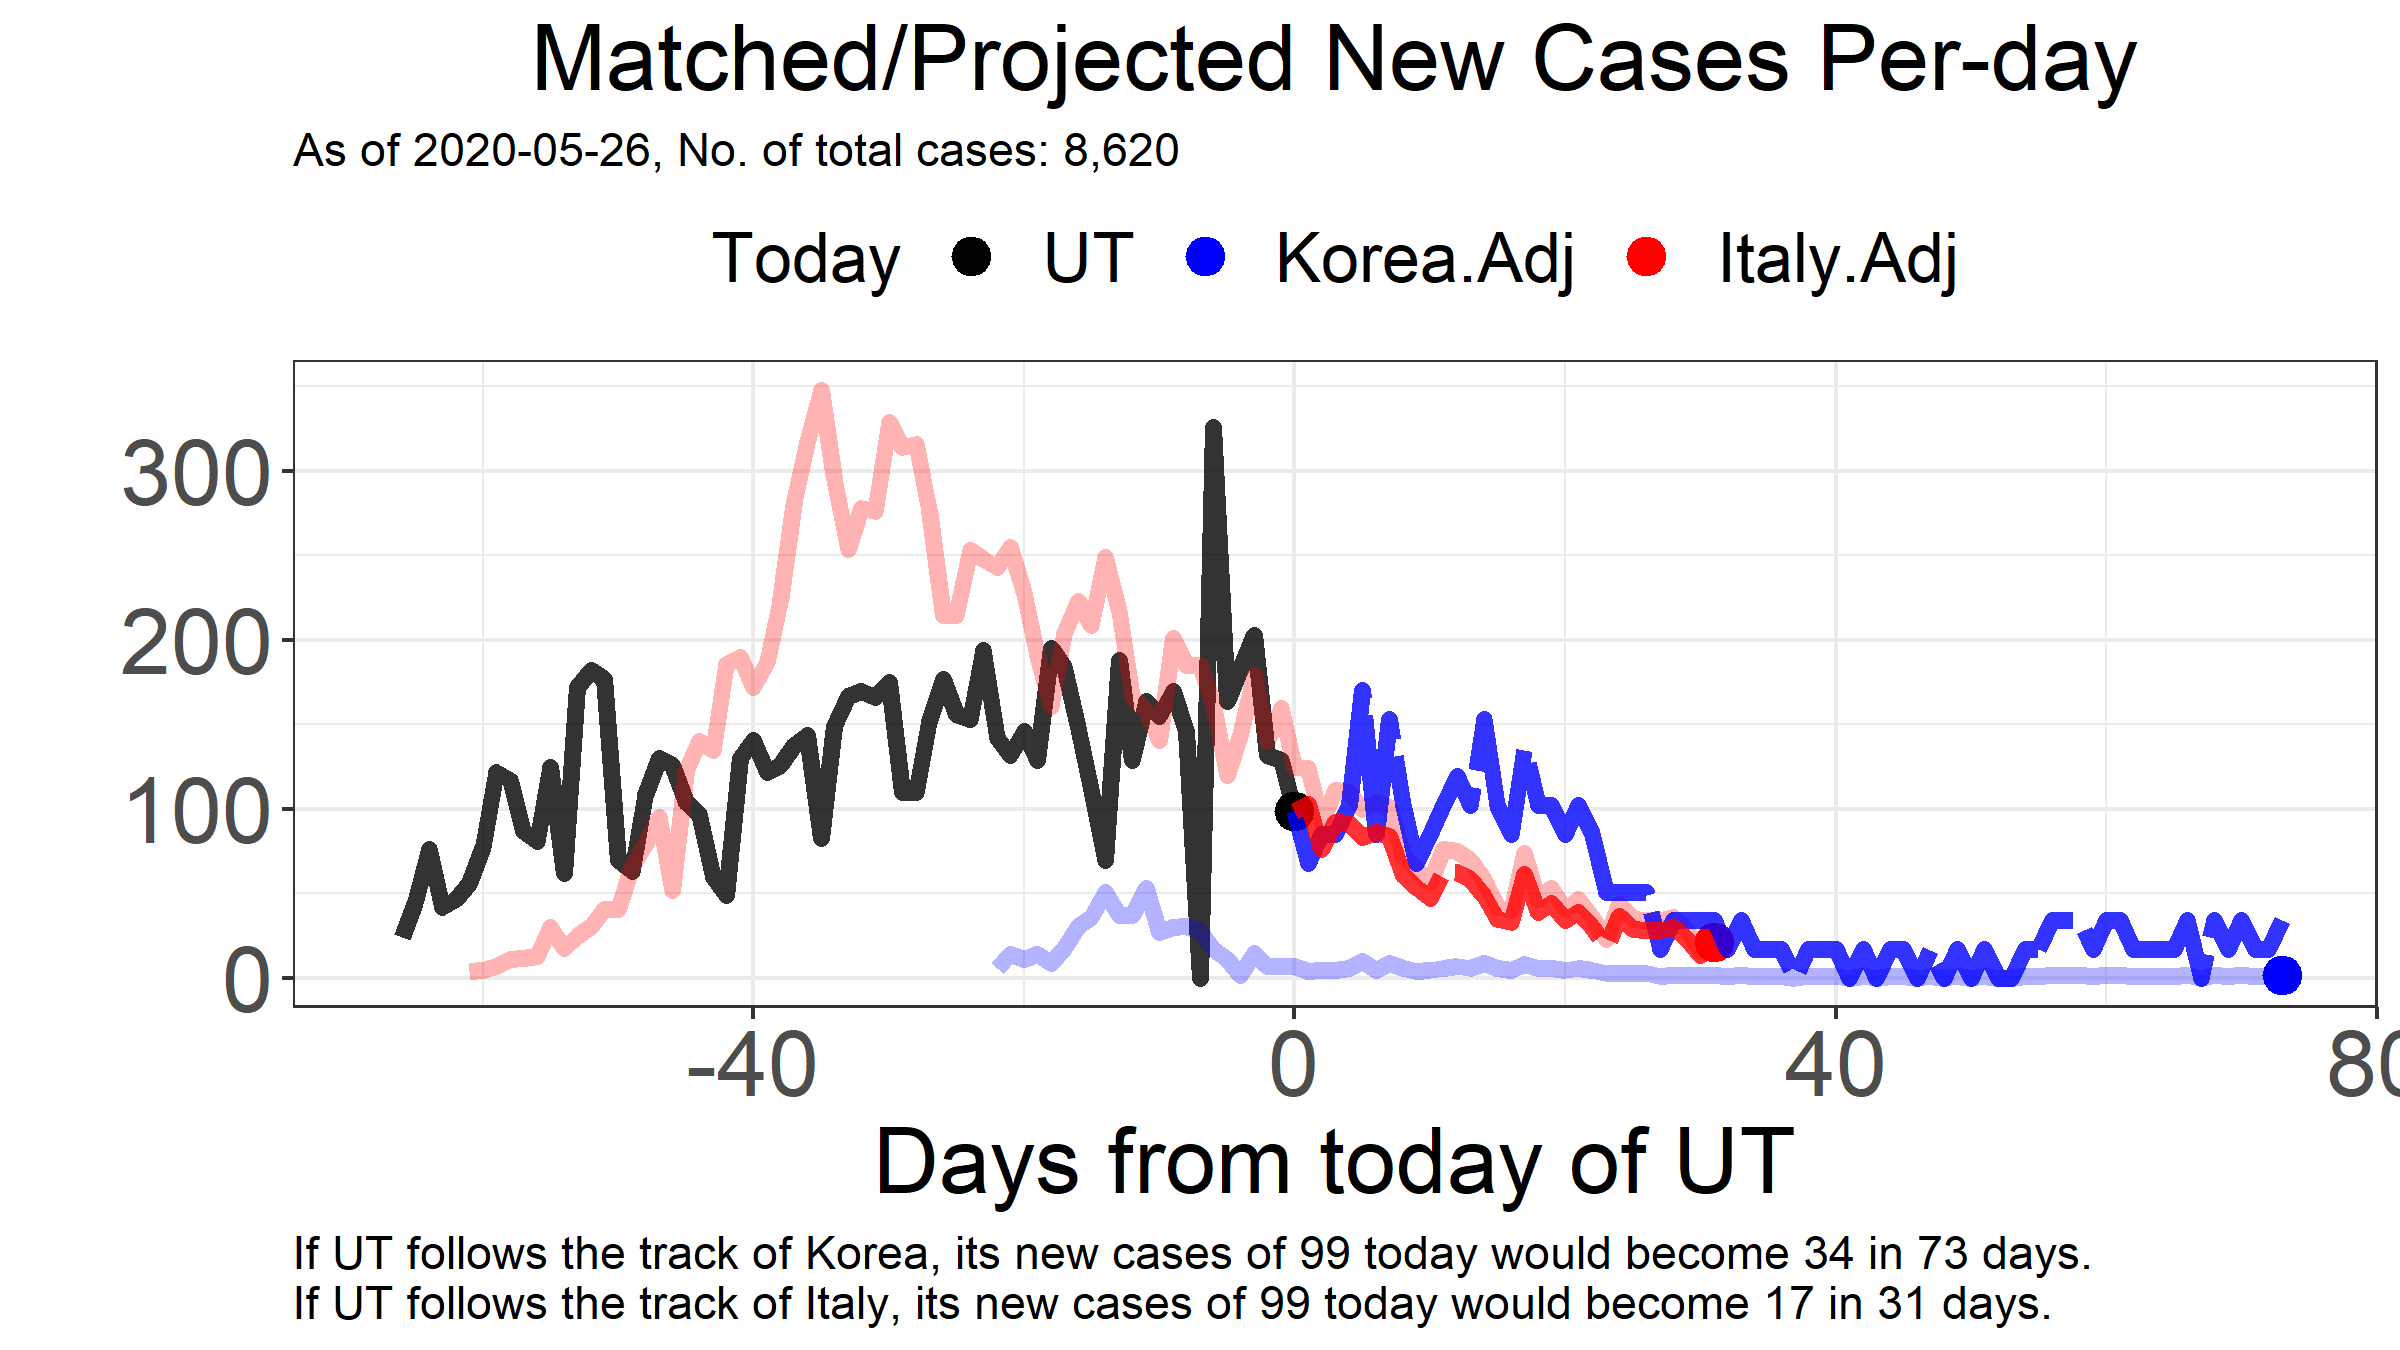 Matched/Projected New Cases Per-day
As of 2020-05-26, No. of total cases: 8,620
Today UT Korea.Adj Italy.Adj
300
200
100
0
-40 0 40 80
Days from today of UT
If UT follows the track of Korea, its new cases of 99 today would become 34 in 73 days.
If UT follows the track of Italy, its new cases of 99 today would become 17 in 31 days.